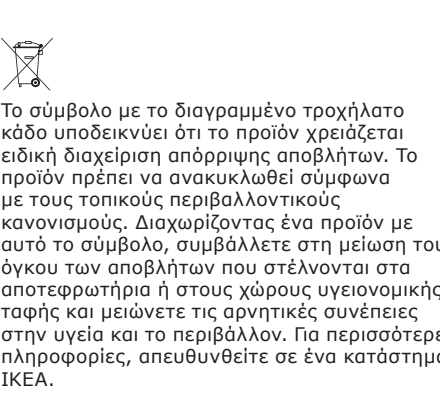 Το σύμβολο με το διαγραμμένο τροχήλατο
κάδο υποδεικνύει ότι το προϊόν χρειάζεται
ειδική διαχείριση απόρριψης αποβλήτων. Το
προϊόν πρέπει να ανακυκλωθεί σύμφωνα
με τους τοπικούς περιβαλλοντικούς
κανονισμούς. Διαχωρίζοντας ένα προϊόν με
αυτό το σύμβολο, συμβάλλετε στη μείωση του
όγκου των αποβλήτων που στέλνονται στα
αποτεφρωτήρια ή στους χώρους υγειονομικής
ταφής και μειώνετε τις αρνητικές συνέπειες
στην υγεία και το περιβάλλον. Για περισσότερε
πληροφορίες, απευθυνθείτε σε ένα κατάστημα
IKEA.